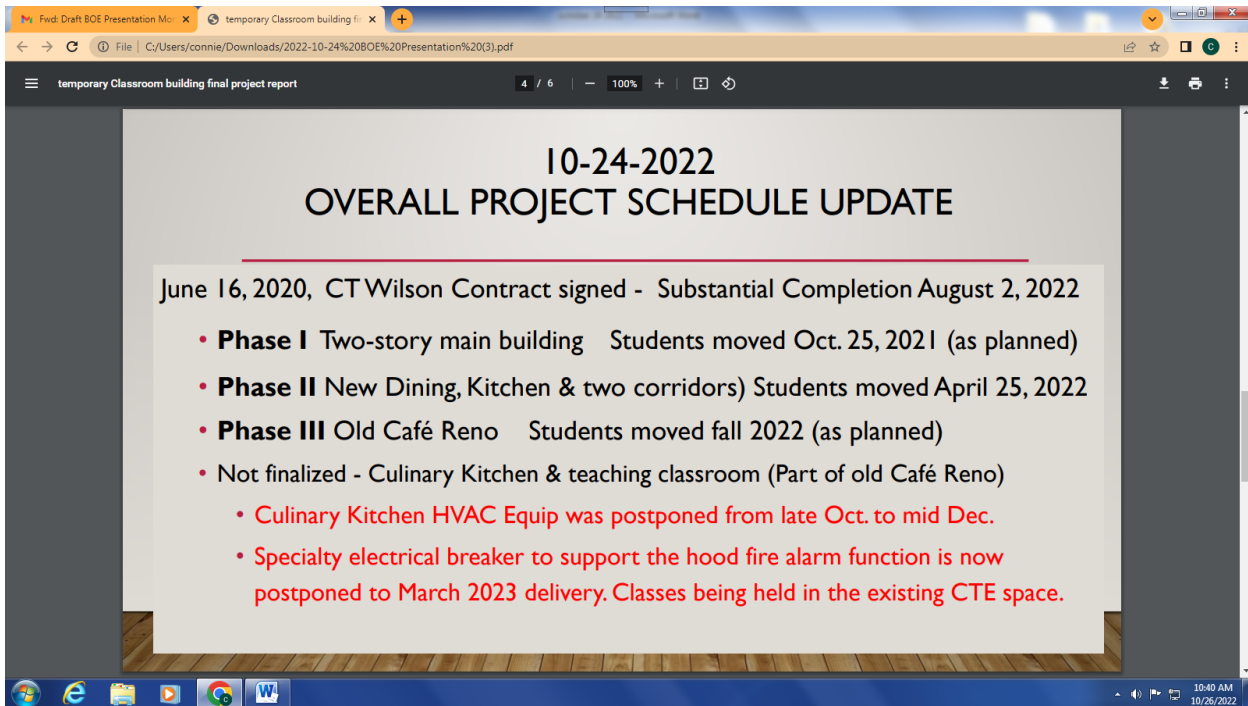 Fwd: Draft BOE Presentation Mor
temporary Classroom building fir
File | C:/Users/connie/Downloads/2022-10-24%20BOE%20Presentation%20(3).pdf
C
temporary Classroom building final project report
4 / 6
100%
10-24-2022
OVERALL PROJECT SCHEDULE UPDATE
June 16, 2020, CT Wilson Contract signed - Substantial Completion August 2, 2022
• Phase I Two-story main building Students moved Oct. 25, 2021 (as planned)
• Phase II New Dining, Kitchen & two corridors) Students moved April 25, 2022
• Phase III Old Café Reno Students moved fall 2022 (as planned)
• Not finalized - Culinary Kitchen & teaching classroom (Part of old Café Reno)
• Culinary Kitchen HVAC Equip was postponed from late Oct. to mid Dec.
• Specialty electrical breaker to support the hood fire alarm function is now
postponed to March 2023 delivery. Classes being held in the existing CTE space.
10:40 AM
10/26/2022